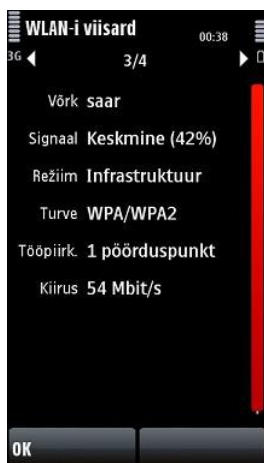 WLAN-i viisard
00:38
3G
3/4
Võrk saar
Signaal Keskmine (42%)
Režiim Infrastruktuur
Turve WPA/WPA2
Tööpiirk. 1 pöörduspunkt
Kiirus 54 Mbit/s
OK